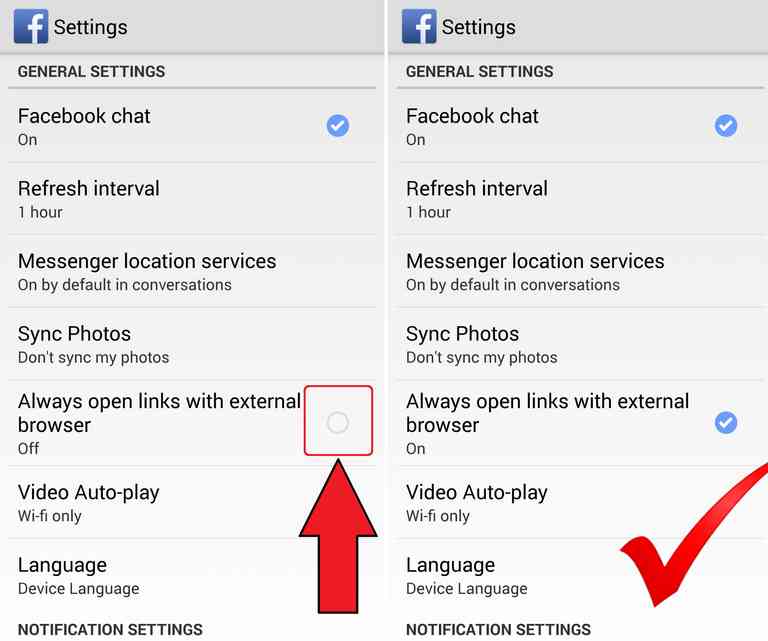 Settings
GENERAL SETTINGS
Facebook chat
On
Refresh interval
1 hour
Messenger location services
On by default in conversations
Sync Photos
Don't sync my photos
Always open links with external
browser
Off
Video Auto-play
Wi-fi only
Language
Device Language
NOTIFICATION SETTINGS
Settings
GENERAL SETTINGS
Facebook chat
On
Refresh interval
1 hour
Messenger location services
On by default in conversations
Sync Photos
Don't sync my photos
Always open links with external
browser
On
Video Auto-play
Wi-fi only
Language
Device Language
NOTIFICATION SETTINGS